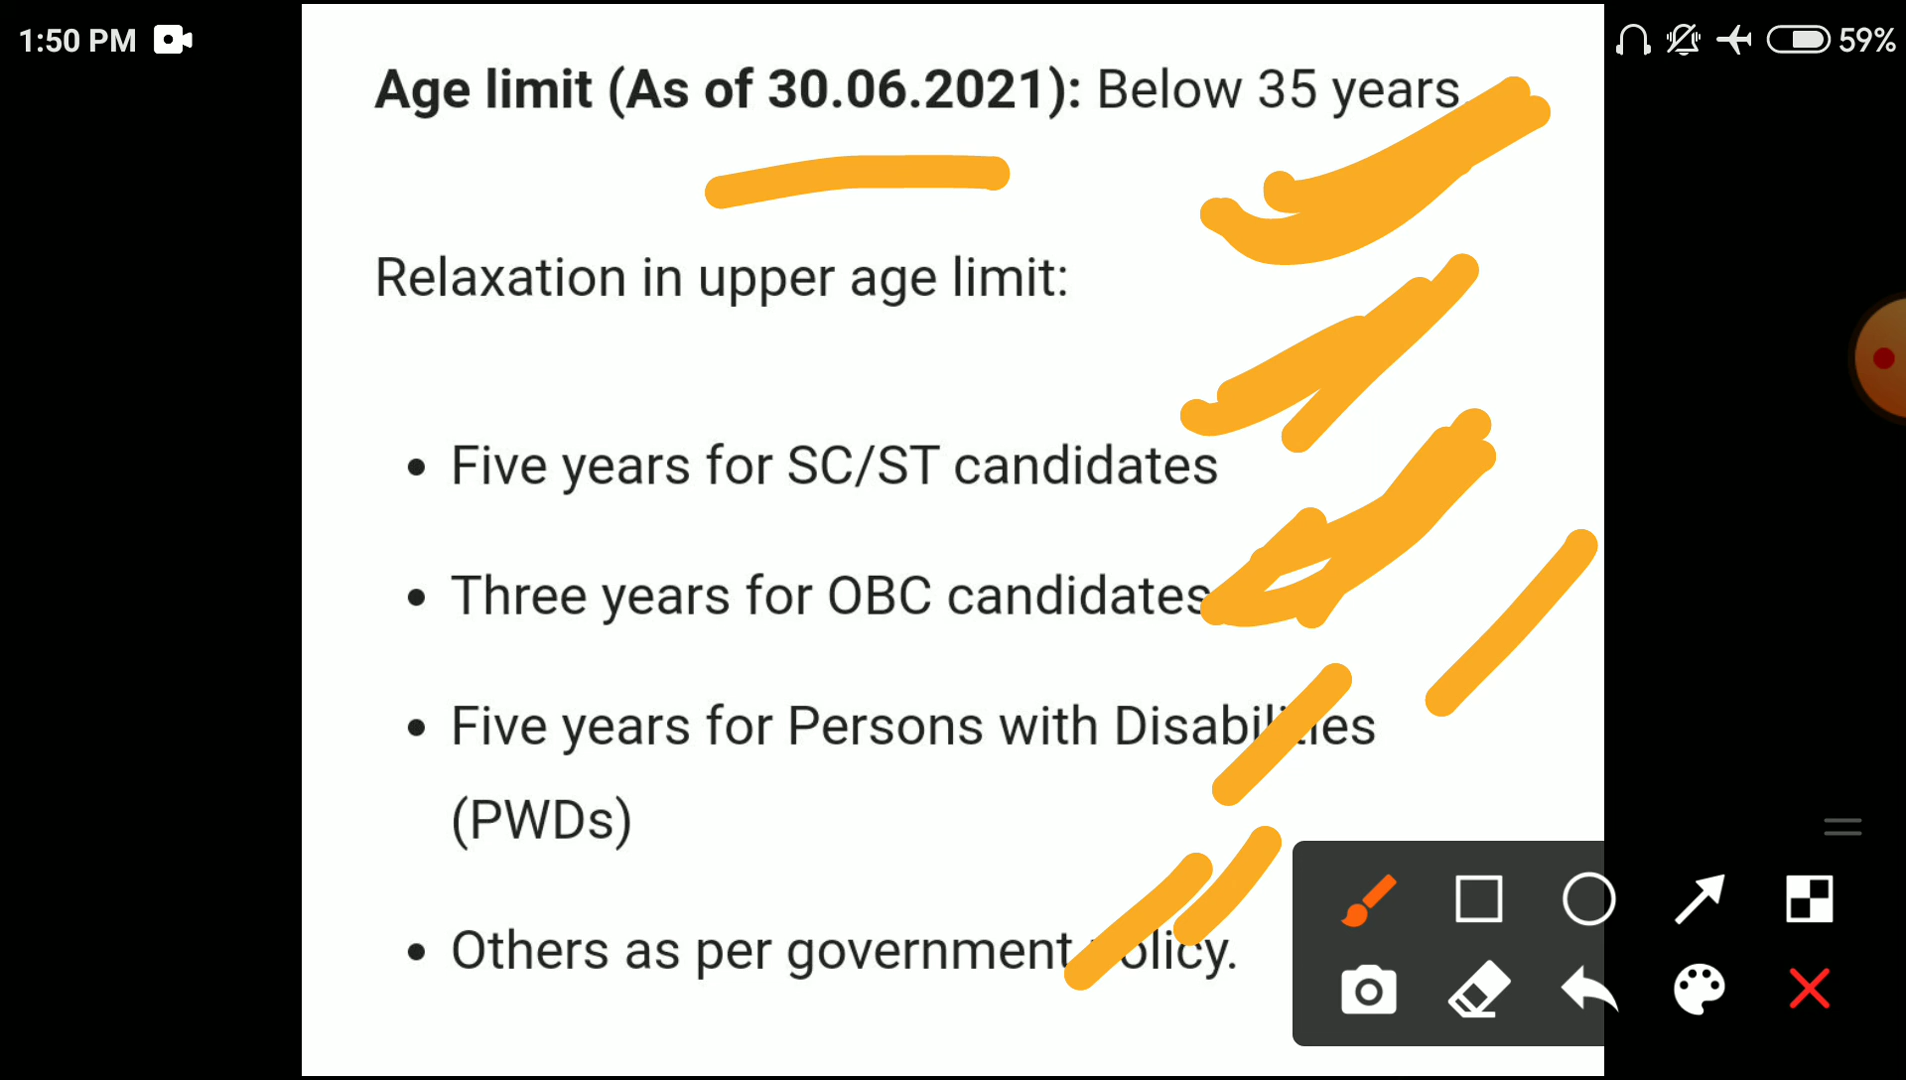 1:50 PM
59%
Age limit (As of 30.06.2021): Below 35 years
Relaxation in upper age limit:
• Five years for SC/ST candidates
• Three years for OBC candidates
• Five years for Persons with Disabilities
(PWDs)
• Others as per government policy.